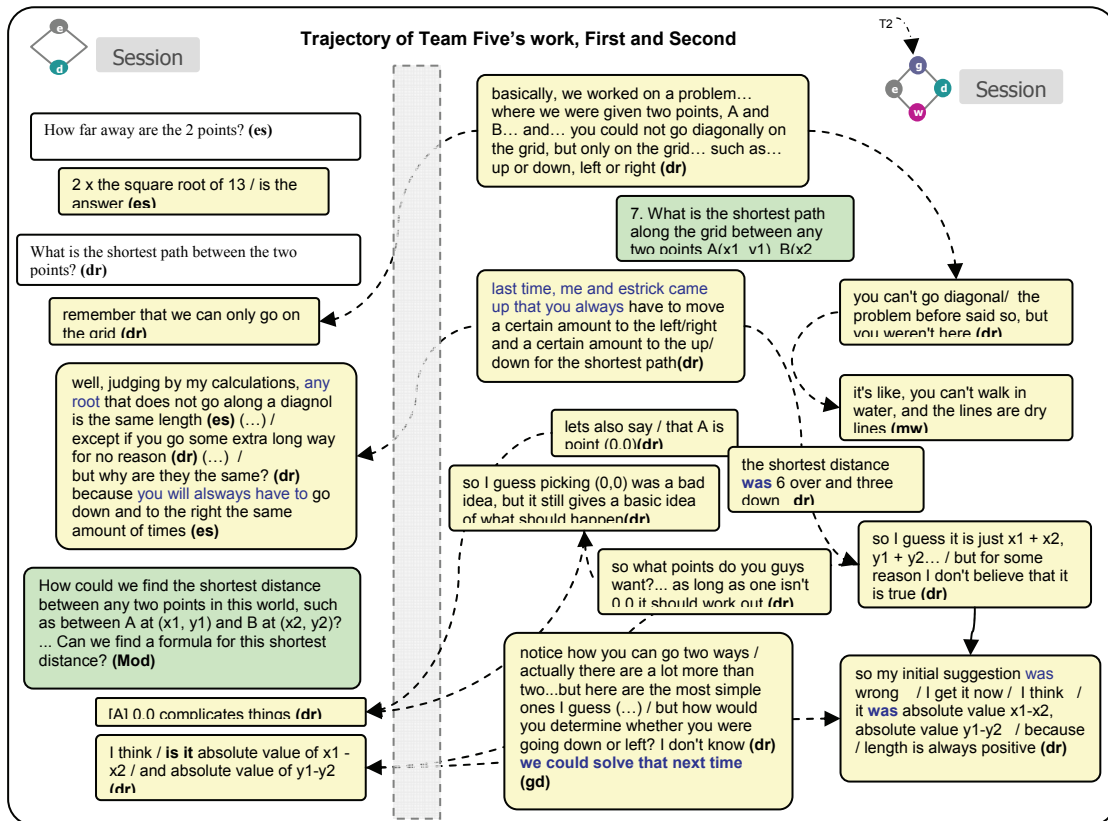 Trajectory of Team Five's work, First and Second
e
d
Session
T2
g
e
d
w
Session
How far away are the 2 points? (es)
2 x the square root of 13 / is the
answer (es)
What is the shortest path between the two
points? (dr)
remember that we can only go on
the grid (dr)
well, judging by my calculations, any
root that does not go along a diagnol
is the same length (es) (…) /
except if you go some extra long way
for no reason (dr) (…) /
but why are they the same? (dr)
because you will alsways have to go
down and to the right the same
amount of times (es)
How could we find the shortest distance
between any two points in this world, such
as between A at (x1, y1) and B at (x2, y2)?
... Can we find a formula for this shortest
distance? (Mod)
[A] 0.0 complicates things (dr)
I think / is it absolute value of x1 -
x2 / and absolute value of y1-y2
(dr)
basically, we worked on a problem…
where we were given two points, A and
B… and… you could not go diagonally on
the grid, but only on the grid… such as…
up or down, left or right (dr)
7. What is the shortest path
along the grid between any
two points A(x1, y1) B(x2
last time, me and estrick came
up that you always have to move
a certain amount to the left/right
and a certain amount to the up/
down for the shortest path(dr)
lets also say / that A is
point (0,0)(dr)
so I guess picking (0,0) was a bad
idea, but it still gives a basic idea
of what should happen(dr)
so what points do you guys
want?... as long as one isn't
0,0 it should work out (dr)
notice how you can go two ways /
actually there are a lot more than
two...but here are the most simple
ones I guess (…) / but how would
you determine whether you were
going down or left? I don't know (dr)
we could solve that next time
(gd)
you can't go diagonal/ the
problem before said so, but
you weren't here (dr)
it's like, you can't walk in
water, and the lines are dry
lines (mw)
the shortest distance
was 6 over and three
down dr)
so I guess it is just x1 + x2,
y1 + y2… / but for some
reason I don't believe that it
is true (dr)
so my initial suggestion was
wrong / I get it now / I think /
it was absolute value x1-x2,
absolute value y1-y2 / because
/ length is always positive (dr)